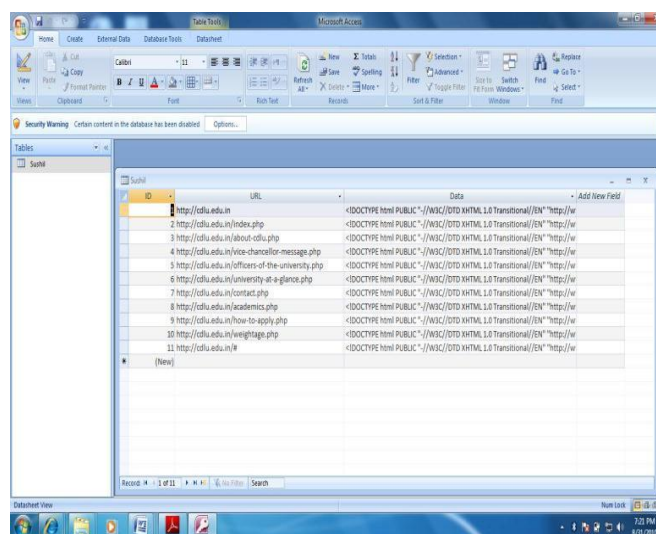 Table Tools Microsoft Access
Home Create External Data Database Tools Datasheet
View Paste Cut Copy Format Painter
Calibri 11
B I U A
Refresh All New Save Delete Totals Spelling More
Filter Selection Advanced Toggle Filter
Size to Fit Form Switch Windows
Find Replace Go To Select
Views Clipboard Font Rich Text Records Sort & Filter Window Find
Security Warning Certain content in the database has been disabled Options...
Tables
Sushil
Sushil
ID URL Data Add New Field
1 http://cdlu.edu.in <!DOCTYPE html PUBLIC "-//W3C//DTD XHTML 1.0 Transitional//EN" "http://w
2 http://cdlu.edu.in/index.php <!DOCTYPE html PUBLIC "-//W3C//DTD XHTML 1.0 Transitional//EN" "http://w
3 http://cdlu.edu.in/about-cdlu.php <!DOCTYPE html PUBLIC "-//W3C//DTD XHTML 1.0 Transitional//EN" "http://w
4 http://cdlu.edu.in/vice-chancellor-message.php <!DOCTYPE html PUBLIC "-//W3C//DTD XHTML 1.0 Transitional//EN" "http://w
5 http://cdlu.edu.in/officers-of-the-university.php <!DOCTYPE html PUBLIC "-//W3C//DTD XHTML 1.0 Transitional//EN" "http://w
6 http://cdlu.edu.in/university-at-a-glance.php <!DOCTYPE html PUBLIC "-//W3C//DTD XHTML 1.0 Transitional//EN" "http://w
7 http://cdlu.edu.in/contact.php <!DOCTYPE html PUBLIC "-//W3C//DTD XHTML 1.0 Transitional//EN" "http://w
8 http://cdlu.edu.in/academics.php <!DOCTYPE html PUBLIC "-//W3C//DTD XHTML 1.0 Transitional//EN" "http://w
9 http://cdlu.edu.in/how-to-apply.php <!DOCTYPE html PUBLIC "-//W3C//DTD XHTML 1.0 Transitional//EN" "http://w
10 http://cdlu.edu.in/weightage.php <!DOCTYPE html PUBLIC "-//W3C//DTD XHTML 1.0 Transitional//EN" "http://w
11 http://cdlu.edu.in/# <!DOCTYPE html PUBLIC "-//W3C//DTD XHTML 1.0 Transitional//EN" "http://w
(New)
Record: 1 of 11 No Filter Search
Datasheet View Num Lock
7:21 PM